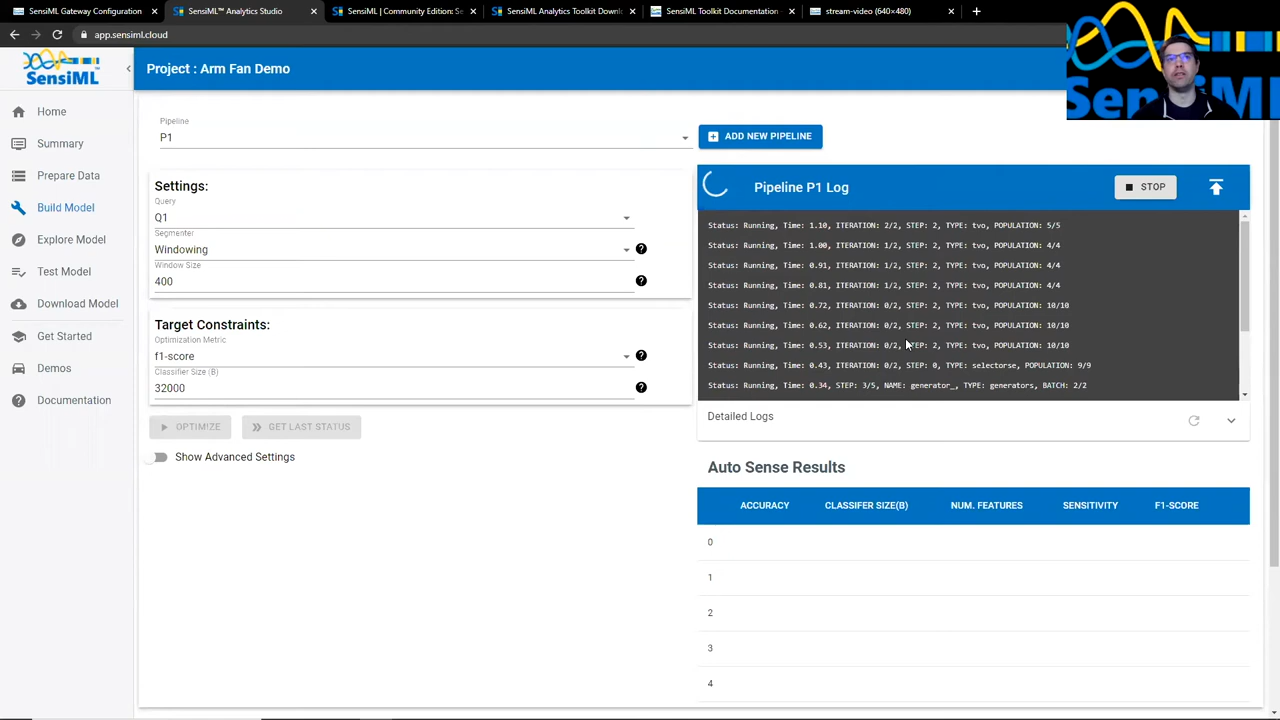 SensiML Gateway Configuration
SensiML™ Analytics Studio
SensiML | Community Edition: Se
SensiML Analytics Toolkit Downl
SensiML Toolkit Documentation -
stream-video (640×480)
app.sensiml.cloud
SensiML
Project : Arm Fan Demo
Home
Summary
Prepare Data
Build Model
Explore Model
Test Model
Download Model
Get Started
Demos
Documentation
Pipeline
P1
ADD NEW PIPELINE
Settings:
Query
Q1
Segmenter
Windowing
Window Size
400
Target Constraints:
Optimization Metric
f1-score
Classifier Size (B)
32000
OPTIMIZE
GET LAST STATUS
Show Advanced Settings
Pipeline P1 Log
STOP
Status: Running, Time: 1.10, ITERATION: 2/2, STEP: 2, TYPE: tvo, POPULATION: 5/5
Status: Running, Time: 1.00, ITERATION: 1/2, STEP: 2, TYPE: tvo, POPULATION: 4/4
Status: Running, Time: 0.91, ITERATION: 1/2, STEP: 2, TYPE: tvo, POPULATION: 4/4
Status: Running, Time: 0.81, ITERATION: 1/2, STEP: 2, TYPE: tvo, POPULATION: 4/4
Status: Running, Time: 0.72, ITERATION: 0/2, STEP: 2, TYPE: tvo, POPULATION: 10/10
Status: Running, Time: 0.62, ITERATION: 0/2, STEP: 2, TYPE: tvo, POPULATION: 10/10
Status: Running, Time: 0.53, ITERATION: 0/2, STEP: 2, TYPE: tvo, POPULATION: 10/10
Status: Running, Time: 0.43, ITERATION: 0/2, STEP: 0, TYPE: selectorse, POPULATION: 9/9
Status: Running, Time: 0.34, STEP: 3/5, NAME: generator_, TYPE: generators, BATCH: 2/2
Detailed Logs
Auto Sense Results
ACCURACY CLASSIFER SIZE(B) NUM. FEATURES SENSITIVITY F1-SCORE
0
1
2
3
4